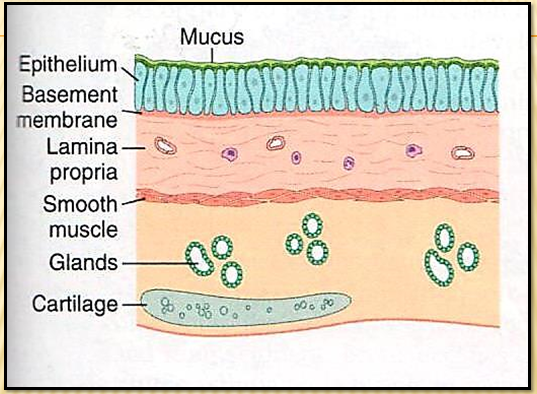 Mucus
Epithelium
Basement
membrane
Lamina
propria
Smooth
muscle
Glands
Cartilage